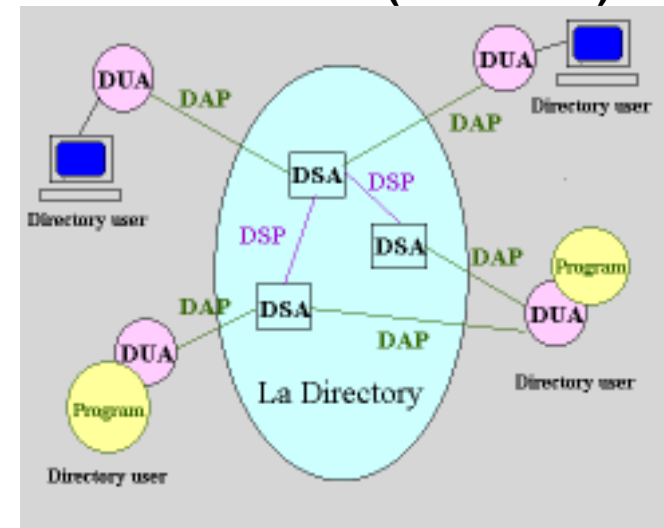 DUA
DUA
DAP
Directory user
DAP
DSA
DSP
Directory user
DSP
DSA
DAP
Program
DAP
DSA
DUA
DAP
DUA
La Directory
Directory user
Program
Directory user